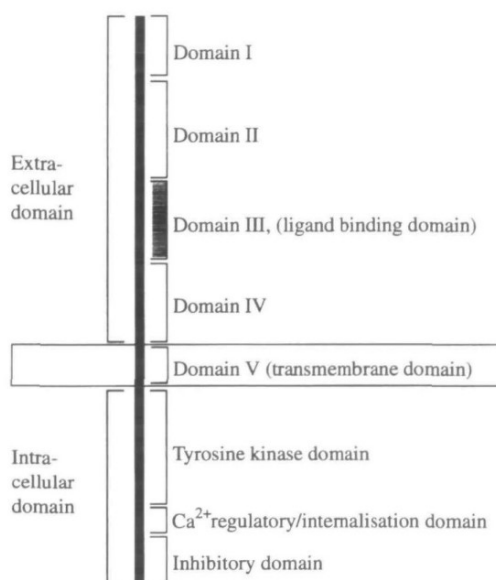 Domain I
Domain II
Extra-
cellular
domain
Domain III, (ligand binding domain)
Domain IV
Domain V (transmembrane domain)
Intra-
cellular
domain
Tyrosine kinase domain
Ca2+regulatory/internalisation domain
Inhibitory domain